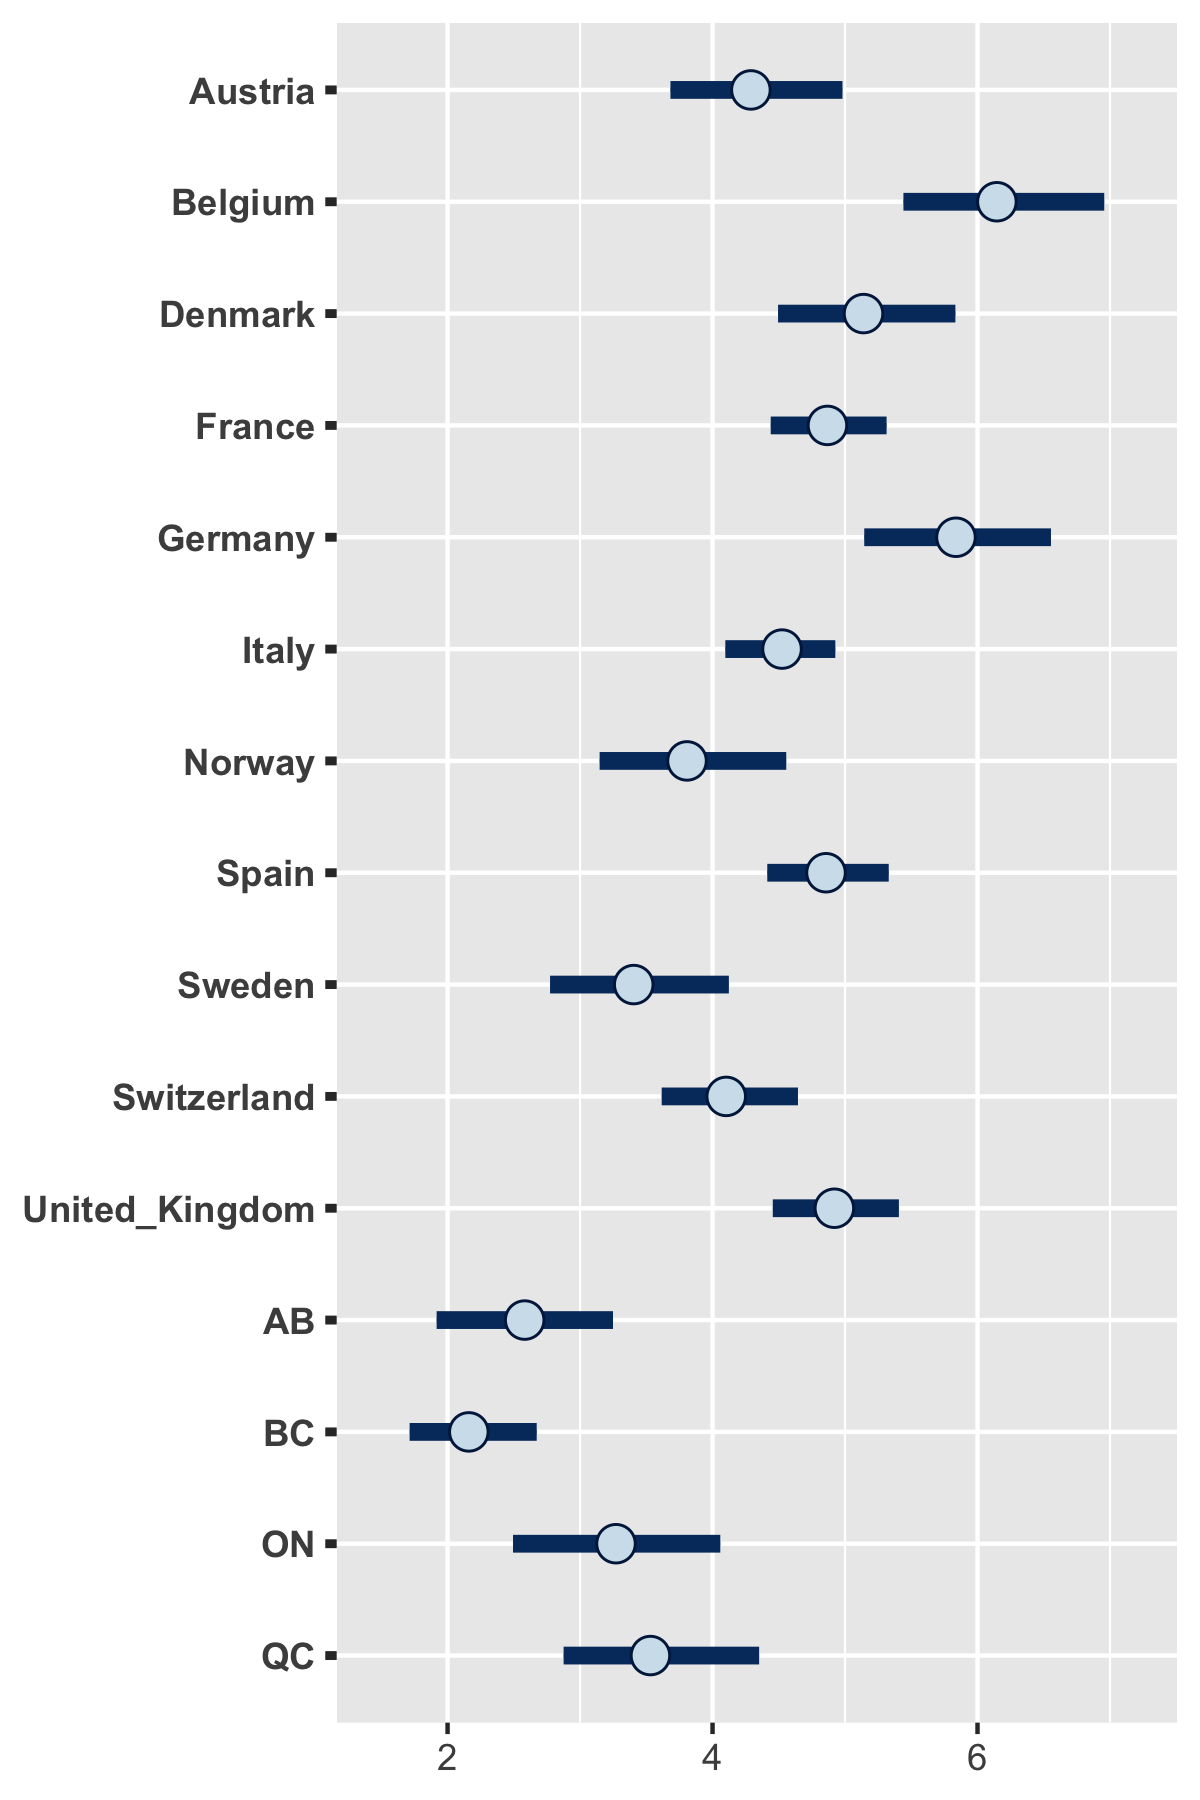 Austria
Belgium
Denmark
France
Germany
Italy
Norway
Spain
Sweden
Switzerland
United_Kingdom
AB
BC
ON
QC
2 4 6